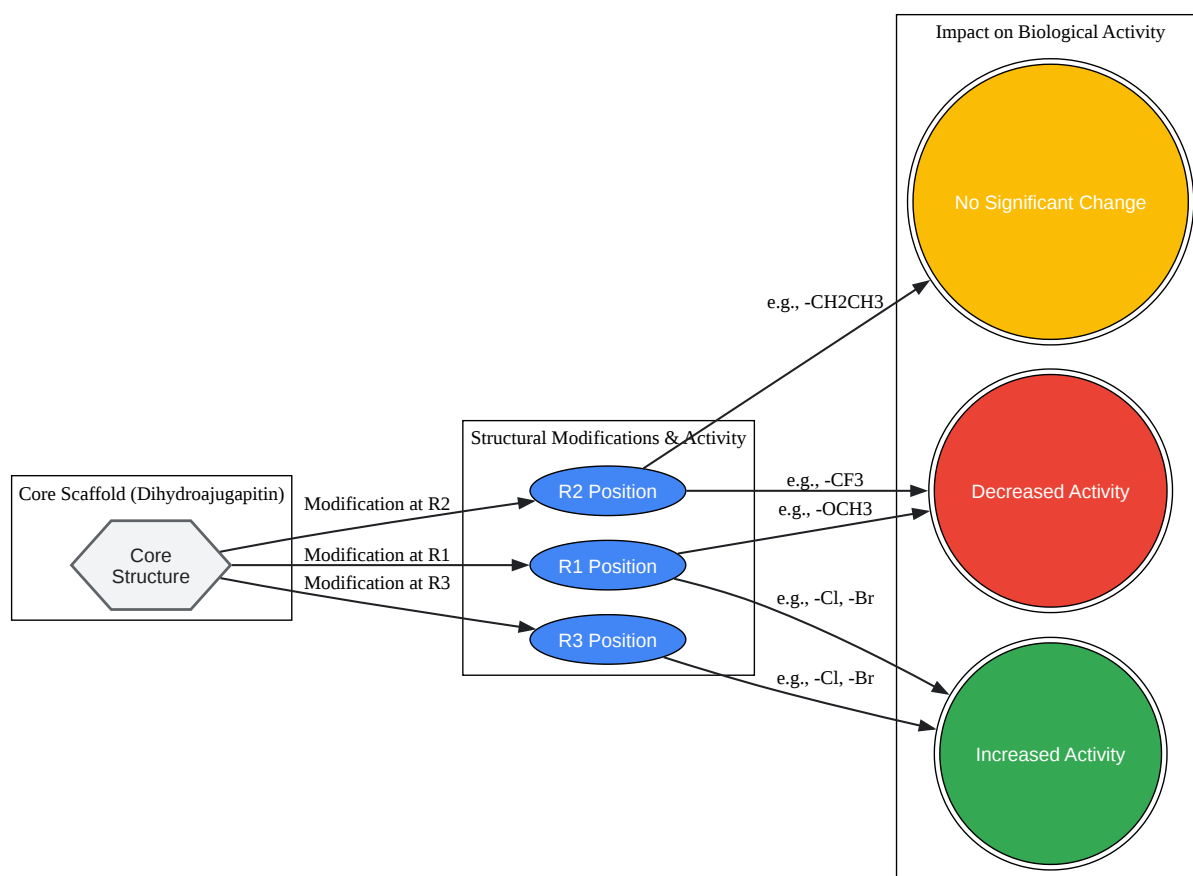 Impact on Biological Activity
No Significant Change
e.g., -CH2CH3
Decreased Activity
Structural Modifications & Activity
e.g., -CF3
R2 Position
e.g., -OCH3
Core Scaffold (Dihydroajugapitin)
Modification at R2
Core
Structure
Modification at R1
R1 Position
Modification at R3
e.g., -Cl, -Br
R3 Position
e.g., -Cl, -Br
Increased Activity